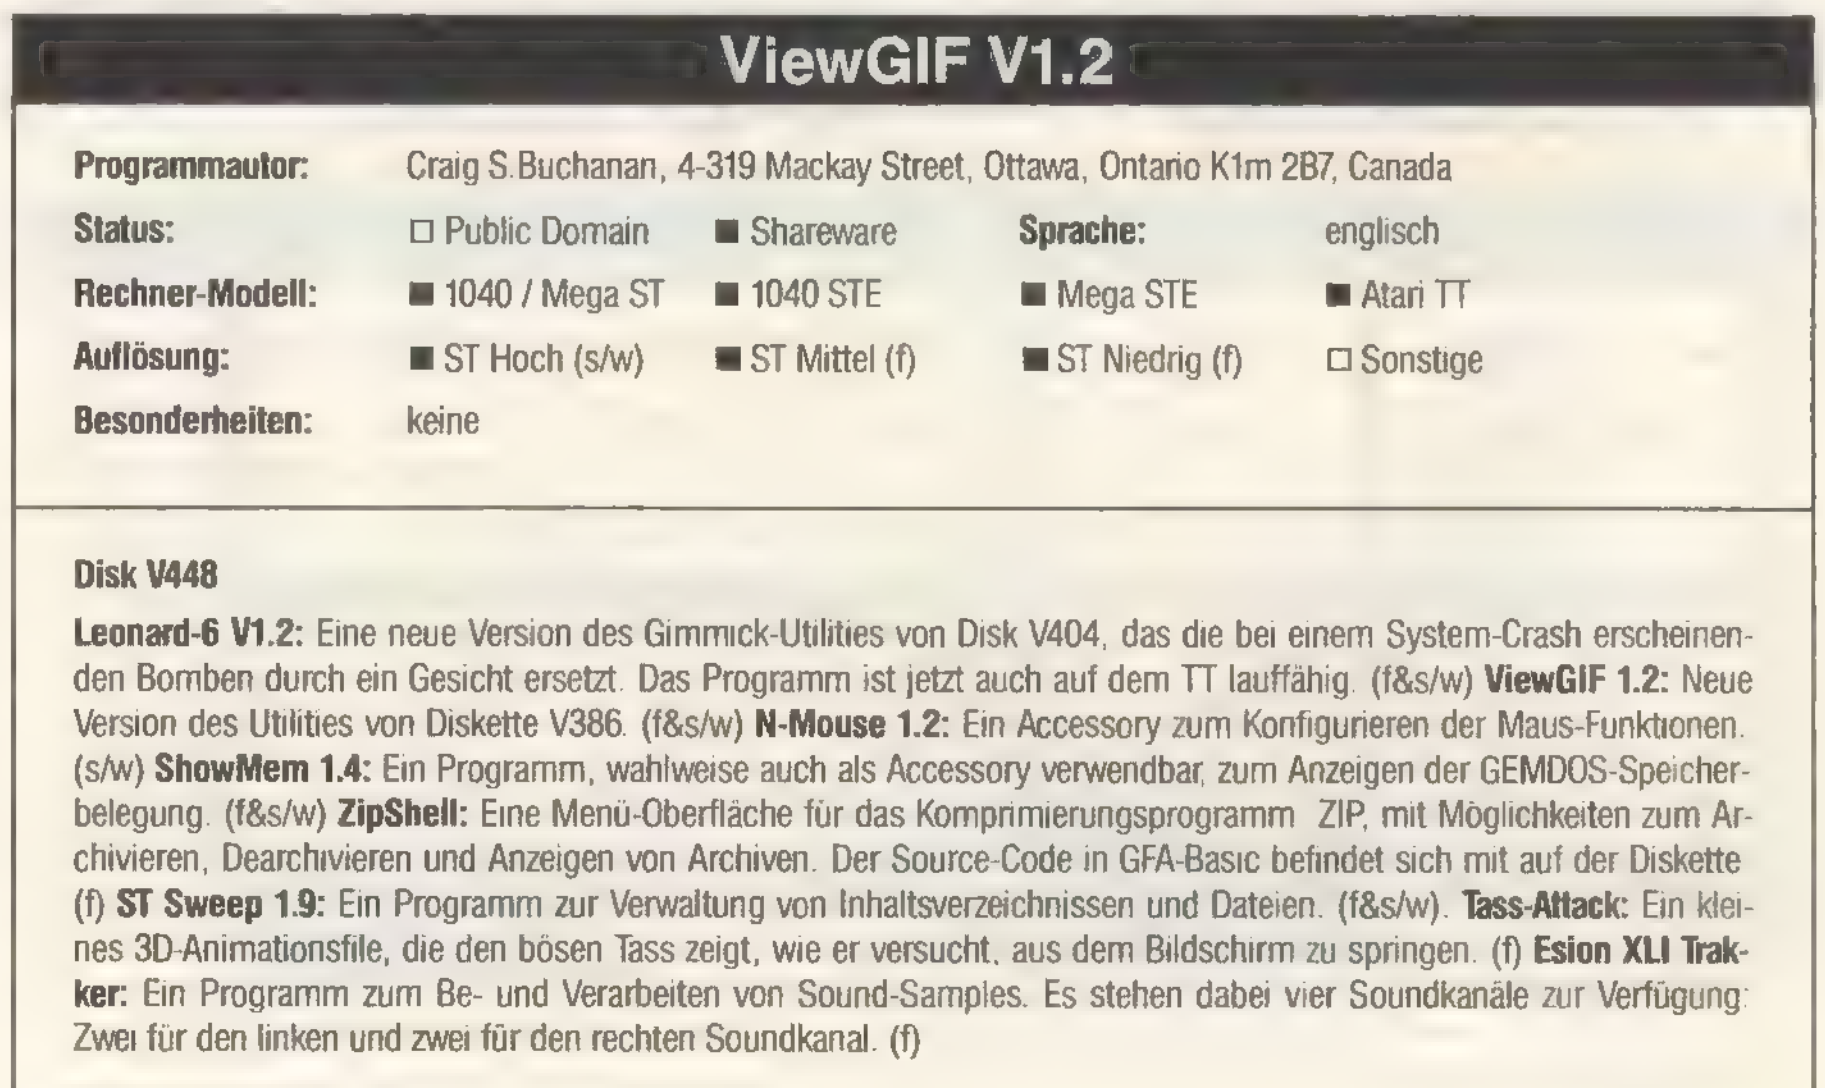 ViewGIF V1.2
Programmautor: Craig S.Buchanan, 4-319 Mackay Street, Ottawa, Ontario K1m 2B7, Canada
Status: □ Public Domain ■ Shareware Sprache: englisch
Rechner-Modell: ■ 1040 / Mega ST ■ 1040 STE ■ Mega STE ■ Atari TT
Auflösung: ■ ST Hoch (s/w) ■ ST Mittel (f) ■ ST Niedrig (f) □ Sonstige
Besonderheiten: keine
Disk V448
Leonard-6 V1.2: Eine neue Version des Gimmick-Utilities von Disk V404, das die bei einem System-Crash erscheinen-
den Bomben durch ein Gesicht ersetzt. Das Programm ist jetzt auch auf dem TT lauffähig. (f&s/w) ViewGIF 1.2: Neue
Version des Utilities von Diskette V386. (f&s/w) N-Mouse 1.2: Ein Accessory zum Konfigurieren der Maus-Funktionen.
(s/w) ShowMem 1.4: Ein Programm, wahlweise auch als Accessory verwendbar, zum Anzeigen der GEMDOS-Speicher-
belegung. (f&s/w) ZipShell: Eine Menü-Oberfläche für das Komprimierungsprogramm ZIP, mit Möglichkeiten zum Ar-
chivieren, Dearchivieren und Anzeigen von Archiven. Der Source-Code in GFA-Basic befindet sich mit auf der Diskette
(f) ST Sweep 1.9: Ein Programm zur Verwaltung von Inhaltsverzeichnissen und Dateien. (f&s/w). Tass-Attack: Ein klei-
nes 3D-Animationsfile, die den bösen Tass zeigt, wie er versucht, aus dem Bildschirm zu springen. (f) Esion XLI Trak-
ker: Ein Programm zum Be- und Verarbeiten von Sound-Samples. Es stehen dabei vier Soundkanäle zur Verfügung:
Zwei für den linken und zwei für den rechten Soundkanal. (f)